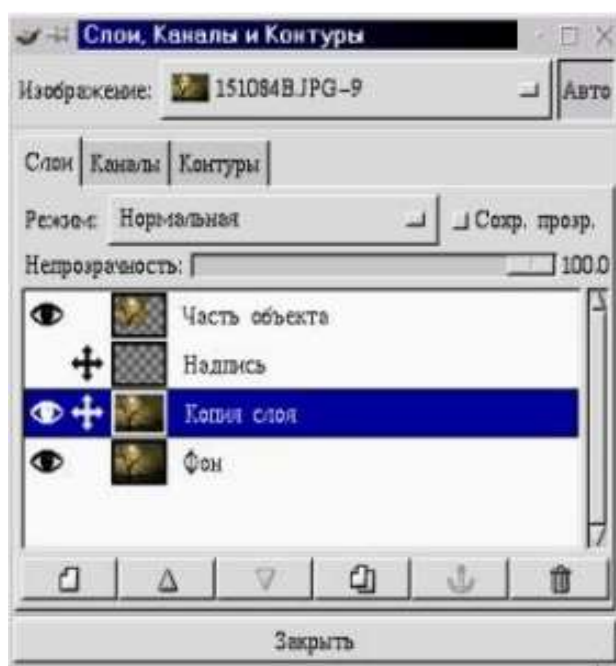 Слои, Каналы и Контуры
Изображение: 151084B.JPG-9 Авто
Слои Каналы Контуры
Режим: Нормальная Сохр. прозр.
Непрозрачность: 100.0
Часть объекта
Надпись
Копия слоя
Фон
Закрыть